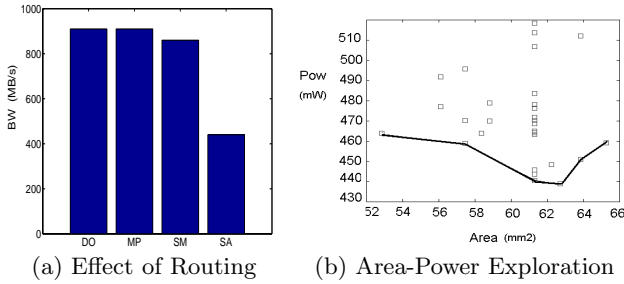 1000
800
600
400
200
0
BW (MB/s)
DO MP SM SA
(a) Effect of Routing
Pow
(mW)
510
500
490
480
470
460
450
440
430
52 54 56 58 60 62 64 66
Area (mm2)
(b) Area-Power Exploration